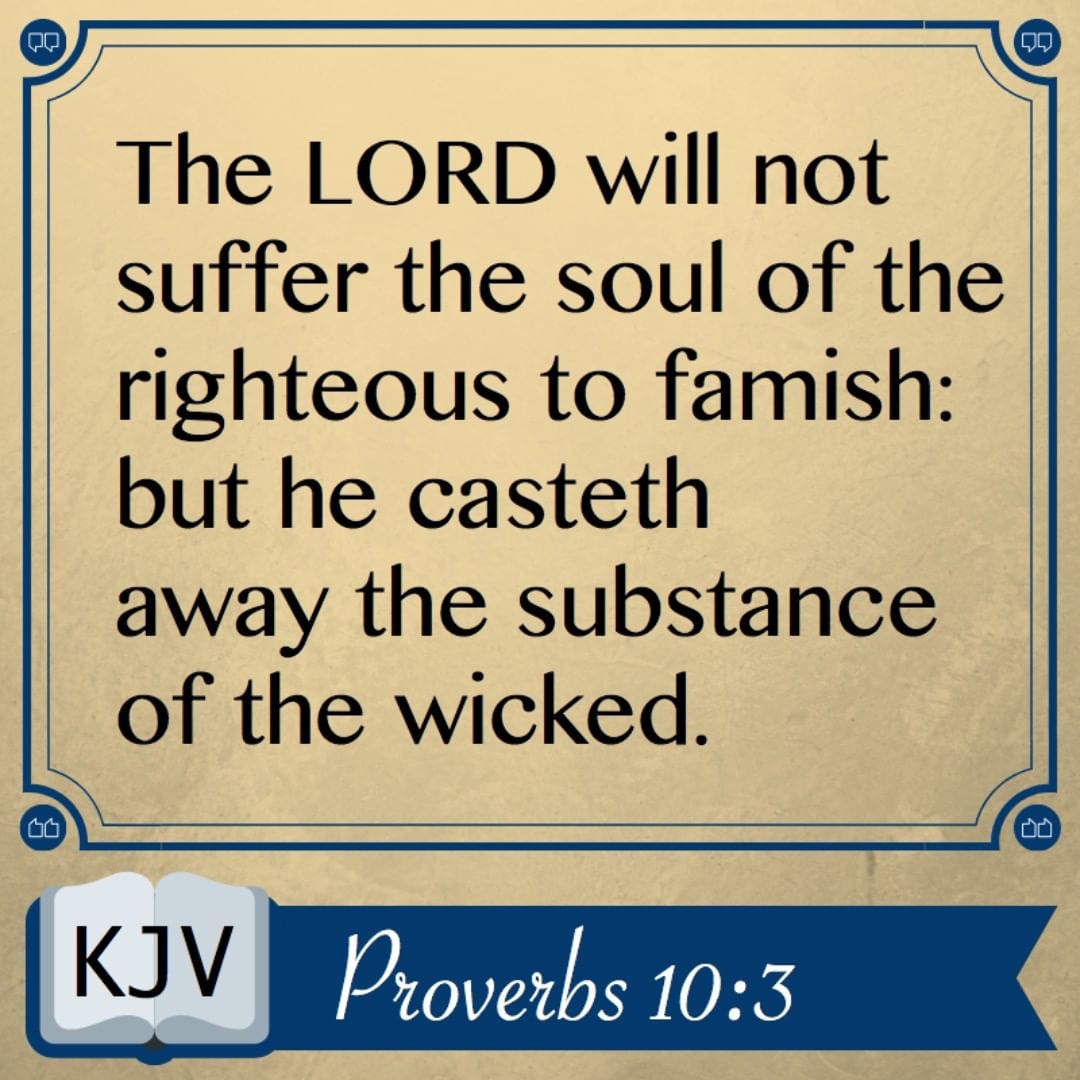 The LORD will not
suffer the soul of the
righteous to famish:
but he casteth
away the substance
of the wicked.
KJV
Proverbs 10:3